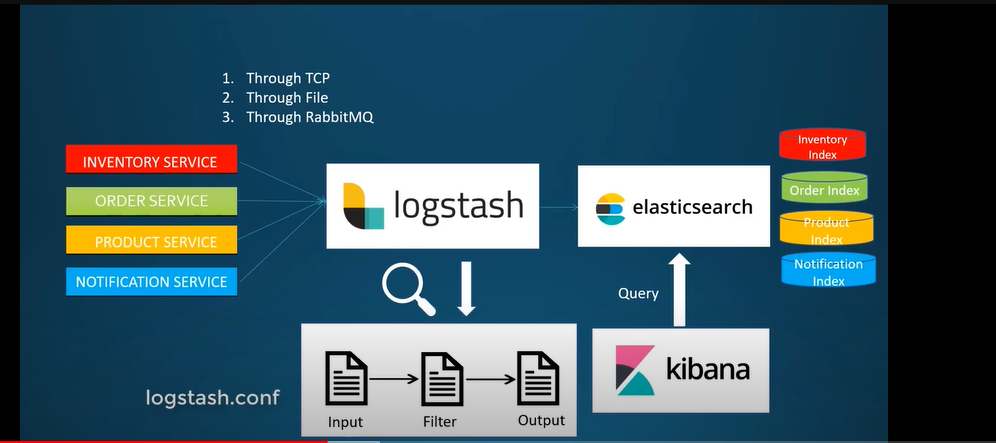 1. Through TCP
2. Through File
3. Through RabbitMQ
INVENTORY SERVICE
ORDER SERVICE
PRODUCT SERVICE
NOTIFICATION SERVICE
logstash
elasticsearch
Inventory
Index
Order Index
Product
Index
Notification
Index
Query
kibana
logstash.conf
Input
Filter
Output